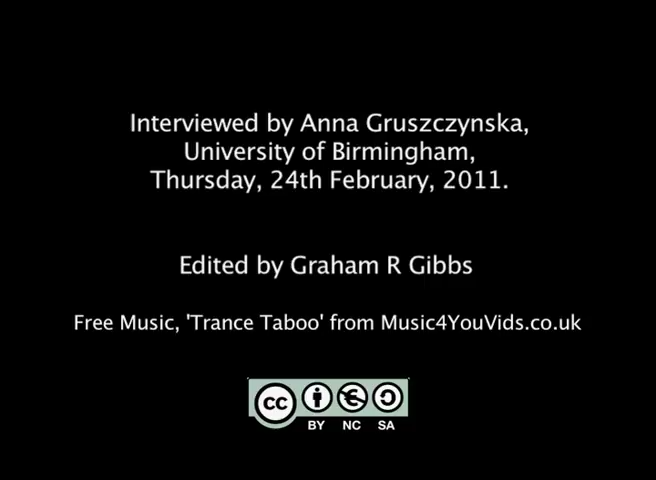 Interviewed by Anna Gruszczynska,
University of Birmingham,
Thursday, 24th February, 2011.
Edited by Graham R Gibbs
Free Music, 'Trance Taboo' from Music4YouVids.co.uk
cc
BY NC SA